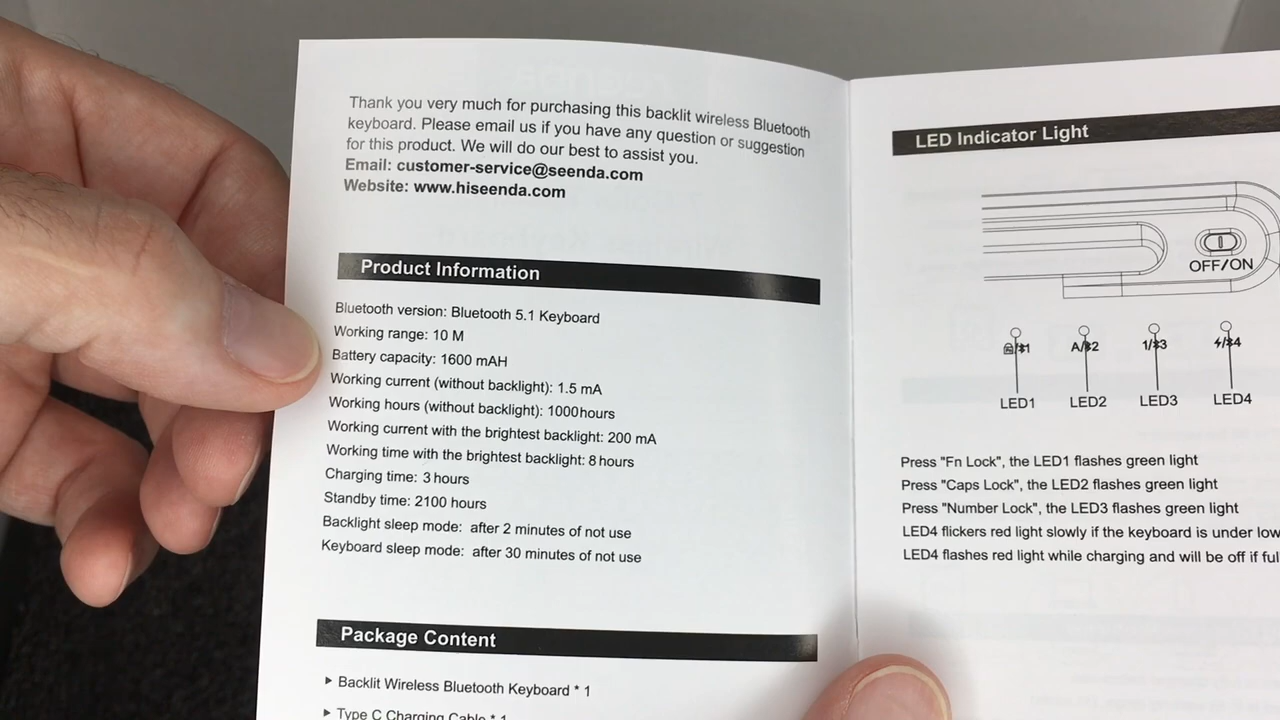 Thank you very much for purchasing this backlit wireless Bluetooth
keyboard. Please email us if you have any question or suggestion
for this product. We will do our best to assist you.
Email: customer-service@seenda.com
Website: www.hiseenda.com
Product Information
Bluetooth version: Bluetooth 5.1 Keyboard
Working range: 10 M
Battery capacity: 1600 mAH
Working current (without backlight): 1.5 mA
Working hours (without backlight): 1000hours
Working current with the brightest backlight: 200 mA
Working time with the brightest backlight: 8 hours
Charging time: 3 hours
Standby time: 2100 hours
Backlight sleep mode: after 2 minutes of not use
Keyboard sleep mode: after 30 minutes of not use
Package Content
▶ Backlit Wireless Bluetooth Keyboard * 1
▶ Type C Charging Cable * 1
LED Indicator Light
OFF/ON
LED1 LED2 LED3 LED4
Press "Fn Lock", the LED1 flashes green light
Press "Caps Lock", the LED2 flashes green light
Press "Number Lock", the LED3 flashes green light
LED4 flickers red light slowly if the keyboard is under low
LED4 flashes red light while charging and will be off if ful